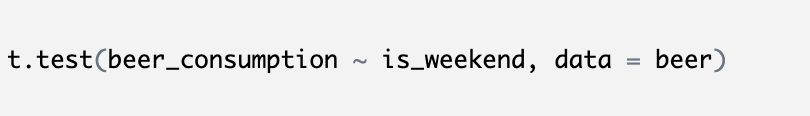 t.test(beer_consumption ~ is_weekend, data = beer)